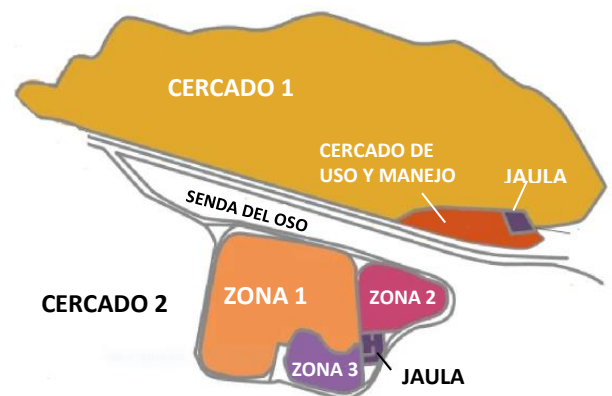 CERCADO 1
CERCADO DE
USO Y MANEJO
JAULA
SENDA DEL OSO
CERCADO 2
ZONA 1
ZONA 2
ZONA 3
JAULA